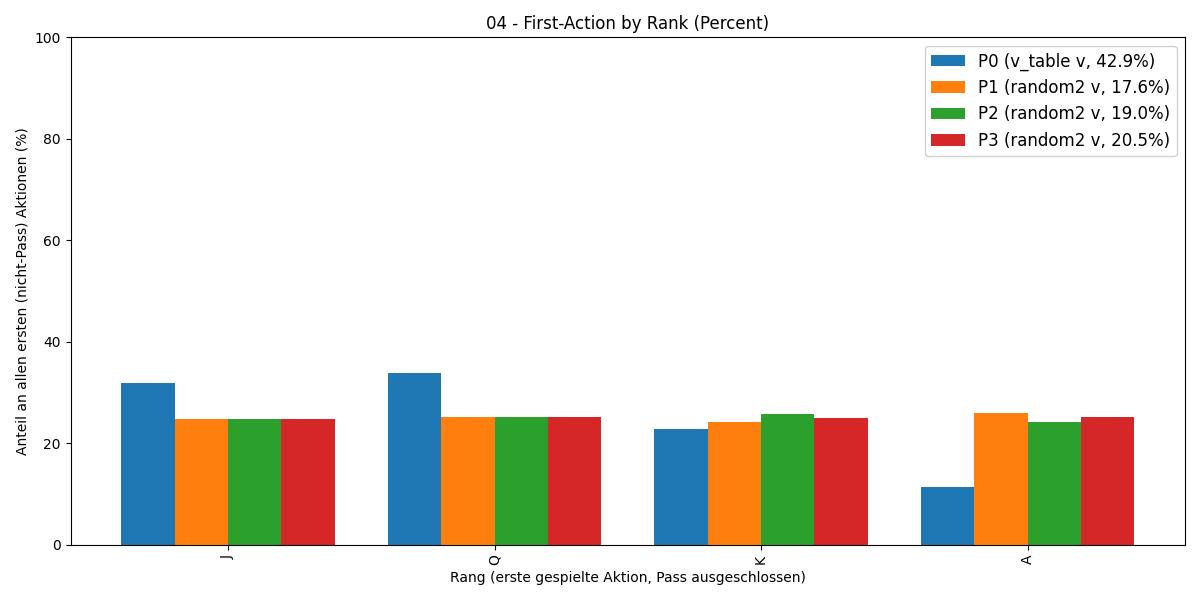 04 - First-Action by Rank (Percent)
Anteil an allen ersten (nicht-Pass) Aktionen (%)
100
80
60
40
20
0
P0 (v_table v, 42.9%)
P1 (random2 v, 17.6%)
P2 (random2 v, 19.0%)
P3 (random2 v, 20.5%)
J
Q
K
A
Rang (erste gespielte Aktion, Pass ausgeschlossen)